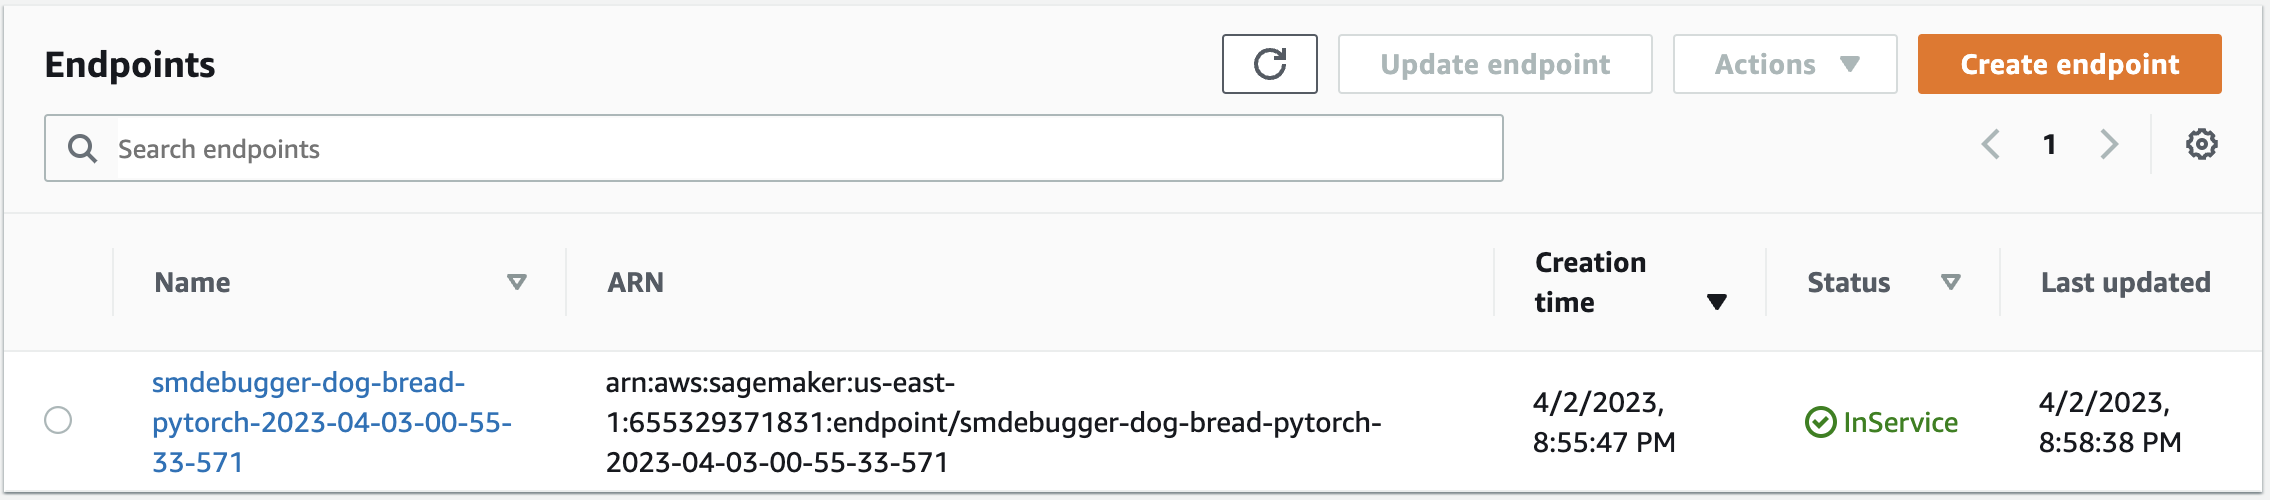 Endpoints
Update endpoint
Actions
Create endpoint
Search endpoints
1
Name
ARN
Creation
time
Status
Last updated
smdebugger-dog-bread-
pytorch-2023-04-03-00-55-
33-571
arn:aws:sagemaker:us-east-
1:655329371831:endpoint/smdebugger-dog-bread-pytorch-
2023-04-03-00-55-33-571
4/2/2023,
8:55:47 PM
InService
4/2/2023,
8:58:38 PM